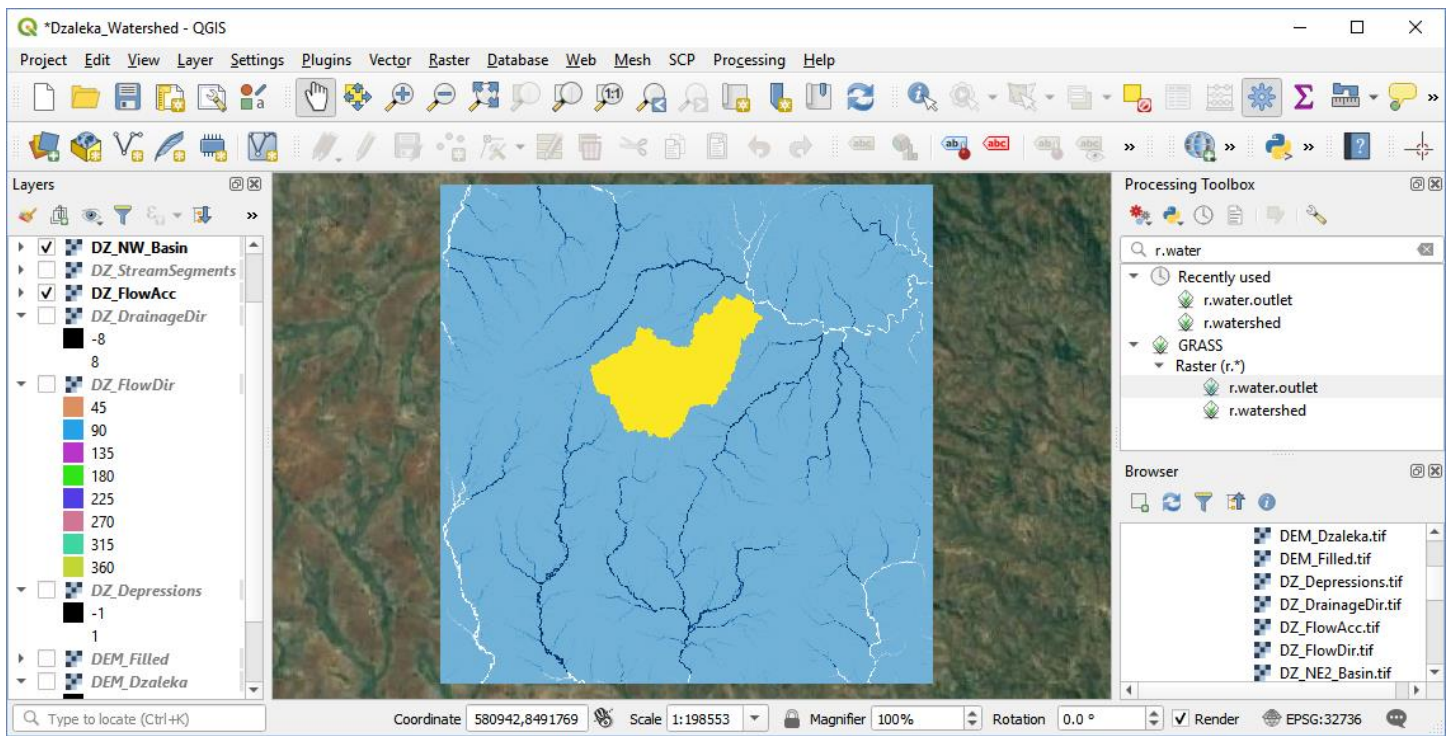 *Dzaleka_Watershed - QGIS
Project Edit View Layer Settings Plugins Vector Raster Database Web Mesh SCP Processing Help
Layers
DZ_NW_Basin
DZ_StreamSegments
DZ_FlowAcc
DZ_DrainageDir
-8
8
DZ_FlowDir
45
90
135
180
225
270
315
360
DZ_Depressions
-1
1
DEM_Filled
DEM_Dzaleka
Processing Toolbox
r.water
Recently used
r.water.outlet
r.watershed
GRASS
Raster (r.*)
r.water.outlet
r.watershed
Browser
DEM_Dzaleka.tif
DEM_Filled.tif
DZ_Depressions.tif
DZ_DrainageDir.tif
DZ_FlowAcc.tif
DZ_FlowDir.tif
DZ_NE2_Basin.tif
Type to locate (Ctrl+K) Coordinate 580942,8491769 Scale 1:198553 Magnifier 100% Rotation 0.0 ° Render EPSG:32736